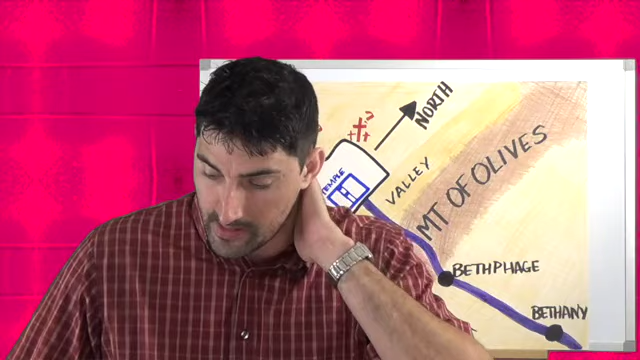 NORTH
?
TEMPLE
VALLEY
MT OF OLIVES
BETHPHAGE
BETHANY